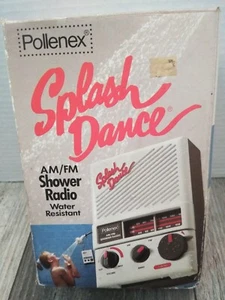 Pollenex®
Splash
Dance®
AM/FM
Shower
Radio
Water
Resistant
Splash
Dance
Pollenex